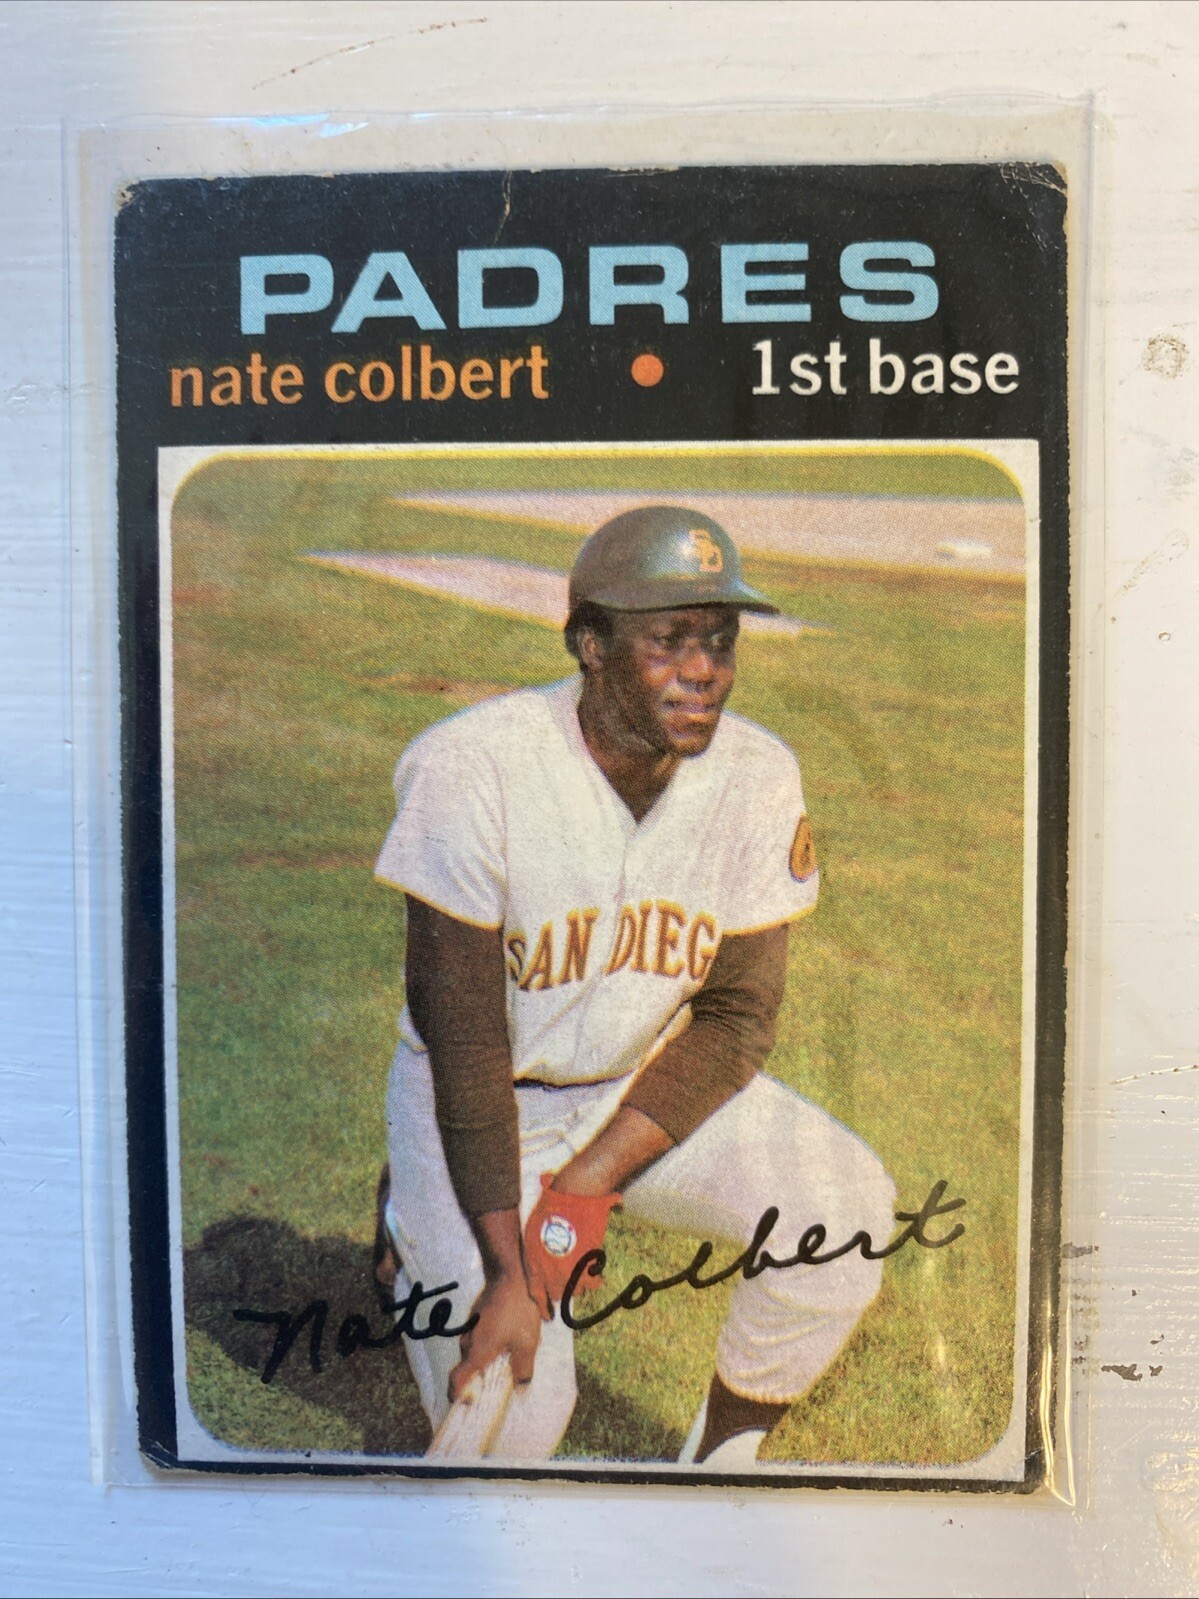 PADRES
nate colbert • 1st base
SD
SAN DIEG
Nate Colbert